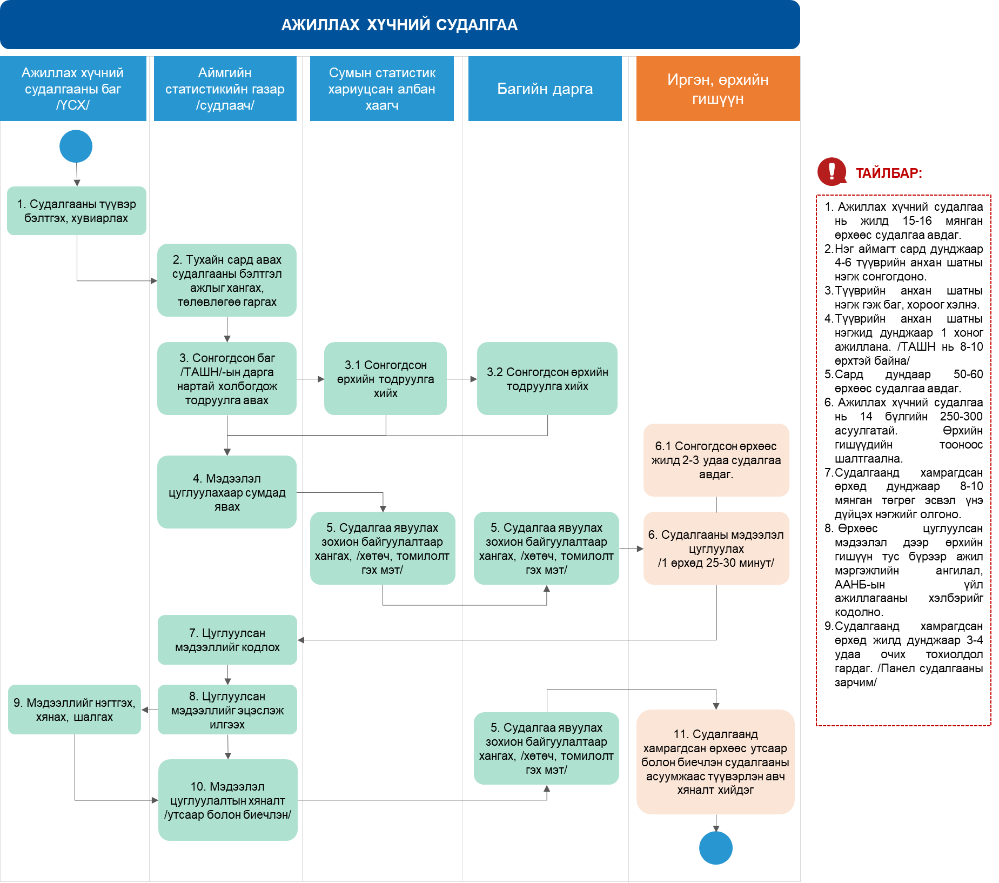 АЖИЛЛАХ ХҮЧНИЙ СУДАЛГАА
Ажиллах хүчний
судалгааны баг
/ҮСХ/
Аймгийн
статистикийн газар
/судлаач/
Сумын статистик
хариуцсан албан
хаагч
Багийн дарга
Иргэн, өрхийн
гишүүн
1. Судалгааны түүвэр
бэлтгэх, хувиарлах
2. Тухайн сард авах
судалгааны бэлтгэл
ажлыг хангах,
төлөвлөгөө гаргах
3. Сонгогдсон баг
/ТАШН/-ын дарга
нартай холбогдож
тодруулга авах
3.1 Сонгогдсон
өрхийн тодруулга
хийх
3.2 Сонгогдсон өрхийн
тодруулга хийх
4. Мэдээлэл
цуглуулахаар сумдад
явах
6.1 Сонгогдсон өрхөөс
жилд 2-3 удаа судалгаа
авдаг.
5. Судалгаа явуулах
зохион байгуулалтаар
хангах, /хөтөч, томилолт
гэх мэт/
5. Судалгаа явуулах
зохион байгуулалтаар
хангах, /хөтөч, томилолт
гэх мэт/
6. Судалгааны мэдээлэл
цуглуулах
/1 өрхөд 25-30 минут/
7. Цуглуулсан
мэдээллийг кодлох
8. Цуглуулсан
мэдээллийг эцэслэж
илгээх
9. Мэдээллийг нэгтгэх,
хянах, шалгах
10. Мэдээлэл
цуглуулалтын хяналт
/утсаар болон биечлэн/
5. Судалгаа явуулах
зохион байгуулалтаар
хангах, /хөтөч, томилолт
гэх мэт/
11. Судалгаанд
хамрагдсан өрхөөс утсаар
болон биечлэн судалгааны
асуумжаас түүвэрлэн авч
хяналт хийдэг
ТАЙЛБАР:
1. Ажиллах хүчний судалгаа
нь жилд 15-16 мянган
өрхөөс судалгаа авдаг.
2. Нэг аймагт сард дунджаар
4-6 түүврийн анхан шатны
нэгж сонгогдоно.
3. Түүврийн анхан шатны
нэгж гэж баг, хороог хэлнэ.
4. Түүврийн анхан шатны
нэгжид дунджаар 1 хоног
ажиллана. /ТАШН нь 8-10
өрхтэй байна/
5. Сард дундаар 50-60
өрхөөс судалгаа авдаг.
6. Ажиллах хүчний судалгаа
нь 14 бүлгийн 250-300
асуулгатай. Өрхийн
гишүүдийн тооноос
шалтгаална.
7. Судалгаанд хамрагдсан
өрхөд дунджаар 8-10
мянган төгрөг эсвэл үнэ
дүйцэх нэгжийг олгоно.
8. Өрхөөс цуглуулсан
мэдээлэл дээр өрхийн
гишүүн тус бүрээр ажил
мэргэжлийн ангилал,
ААНБ-ын үйл
ажиллагааны хэлбэрийг
кодолно.
9. Судалгаанд хамрагдсан
өрхөд жилд дунджаар 3-4
удаа очих тохиолдол
гардаг. /Панел судалгааны
зарчим/